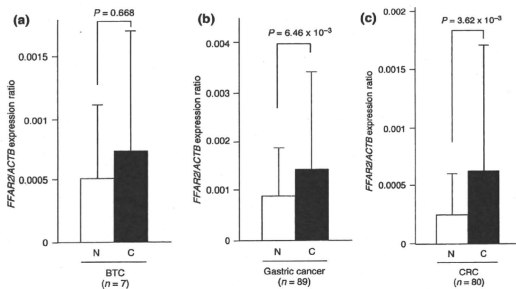 (a)
P = 0.668
0.0015
0.001
0.0005
0
FFAR2/ACTB expression ratio
N C
BTC
(n = 7)
(b)
P = 6.46 x 10⁻³
0.004
0.003
0.002
0.001
0
FFAR2/ACTB expression ratio
N C
Gastric cancer
(n = 89)
(c)
P = 3.62 x 10⁻³
0.002
0.0015
0.001
0.0005
0
FFAR2/ACTB expression ratio
N C
CRC
(n = 80)